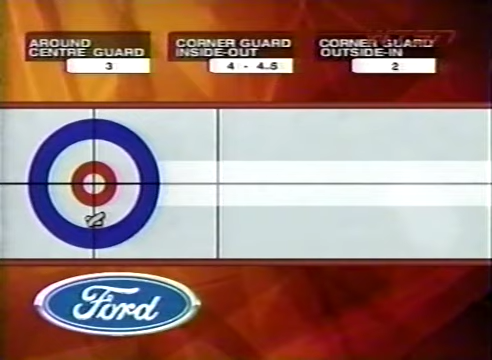 AROUND
CENTRE GUARD
3
CORNER GUARD
INSIDE-OUT
4 - 4.5
CORNER GUARD
OUTSIDE-IN
2
Ford